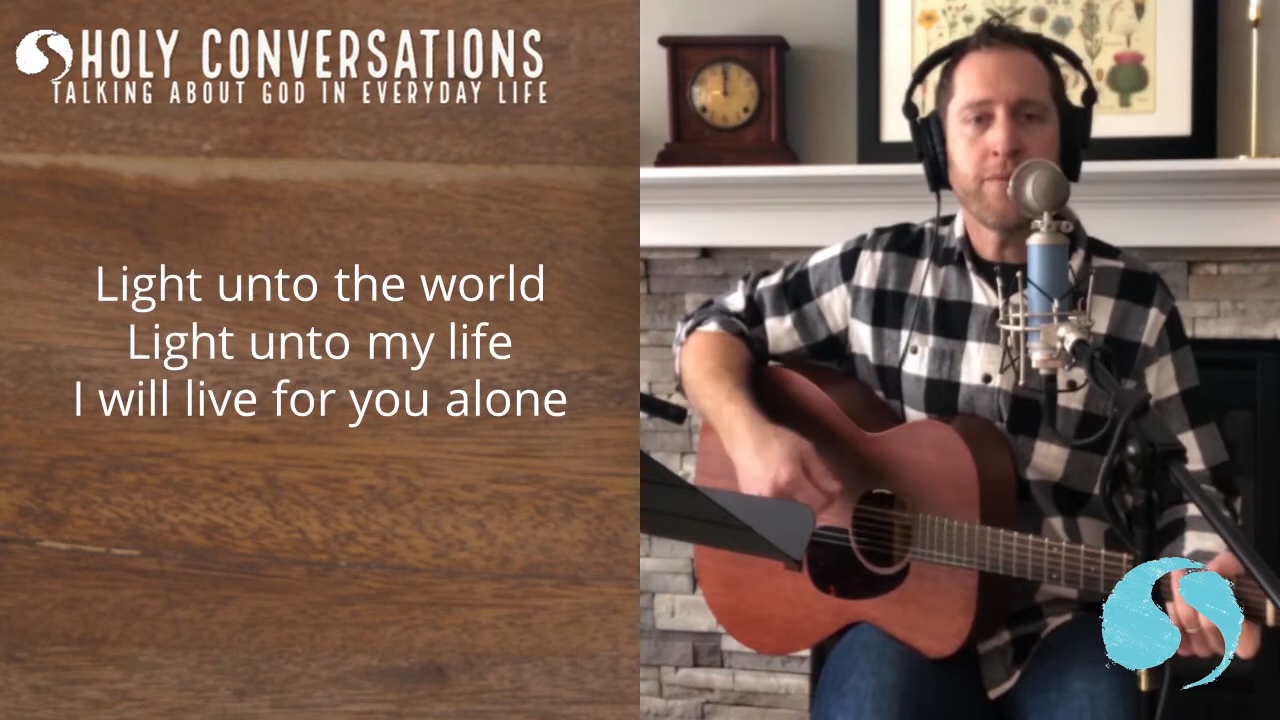 HOLY CONVERSATIONS
TALKING ABOUT GOD IN EVERYDAY LIFE
Light unto the world
Light unto my life
I will live for you alone